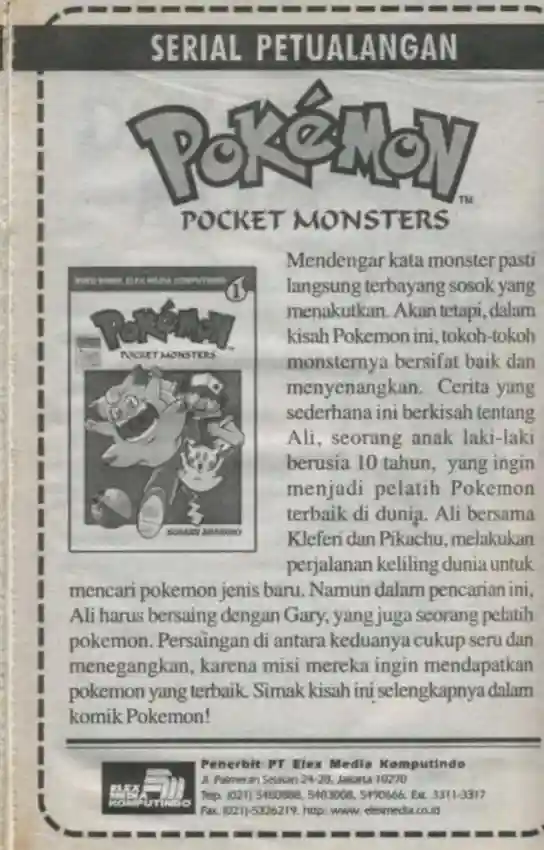 SERIAL PETUALANGAN
POKéMON
TM
POCKET MONSTERS
Mendengar kata monster pasti
langsung terbayang sosok yang
menakutkan. Akan tetapi, dalam
kisah Pokemon ini, tokoh-tokoh
monsternya bersifat baik dan
menyenangkan. Cerita yang
sederhana ini berkisah tentang
Ali, seorang anak laki-laki
berusia 10 tahun, yang ingin
menjadi pelatih Pokemon
terbaik di dunia. Ali bersama
Kleferi dan Pikachu, melakukan
perjalanan keliling dunia untuk
mencari pokemon jenis baru. Namun dalam pencarian ini,
Ali harus bersaing dengan Gary, yang juga seorang pelatih
pokemon. Persaingan di antara keduanya cukup seru dan
menegangkan, karena misi mereka ingin mendapatkan
pokemon yang terbaik. Simak kisah ini selengkapnya dalam
komik Pokemon!
ELEX MEDIA KOMPUTINDO
1
POKéMON
POCKET MONSTERS
ELEX
MEDIA
KOMPUTINDO
Penerbit PT Elex Media Komputindo
Jl. Palmerah Selatan 24-28, Jakarta 10270
Telp. (021) 5480888, 5483008, 5490666, Ext. 3311-3317
Fax. (021)-5326219, http: www. elexmedia.co.id